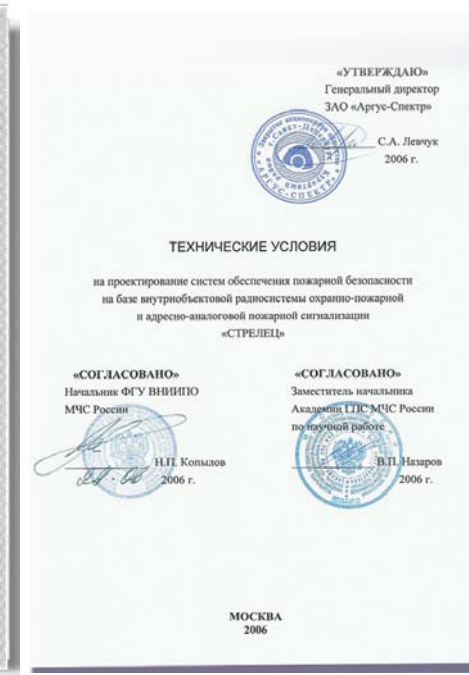 «УТВЕРЖДАЮ»
Генеральный директор
ЗАО «Аргус-Спектр»
С.А. Левчук
2006 г.
ТЕХНИЧЕСКИЕ УСЛОВИЯ
на проектирование систем обеспечения пожарной безопасности
на базе внутриобъектовой радиосистемы охранно-пожарной
и адресно-аналоговой пожарной сигнализации
«СТРЕЛЕЦ»
«СОГЛАСОВАНО»
Начальник ФГУ ВНИИПО
МЧС России
Н.П. Копылов
2006 г.
«СОГЛАСОВАНО»
Заместитель начальника
Академии ГПС МЧС России
по научной работе
В.П. Назаров
2006 г.
МОСКВА
2006